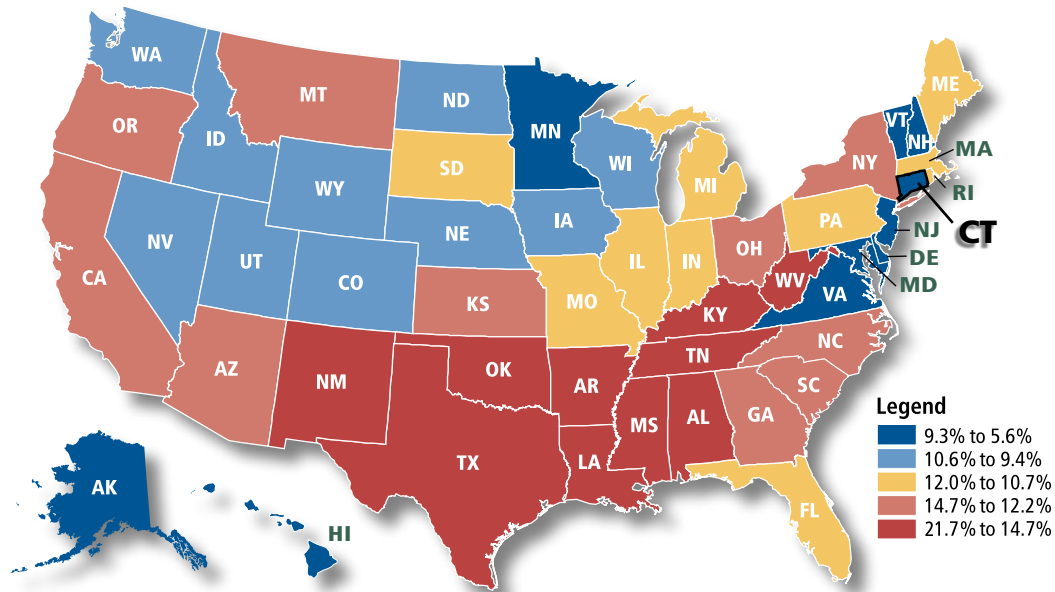 WA
MT
ND
MN
OR
ID
SD
WI
WY
MI
NY
VT
NH
ME
MA
RI
CT
NV
UT
CO
NE
IA
IL
IN
OH
PA
NJ
DE
MD
CA
KS
MO
KY
WV
VA
AZ
NM
OK
AR
TN
NC
SC
TX
LA
MS
AL
GA
FL
AK
HI
Legend
9.3% to 5.6%
10.6% to 9.4%
12.0% to 10.7%
14.7% to 12.2%
21.7% to 14.7%